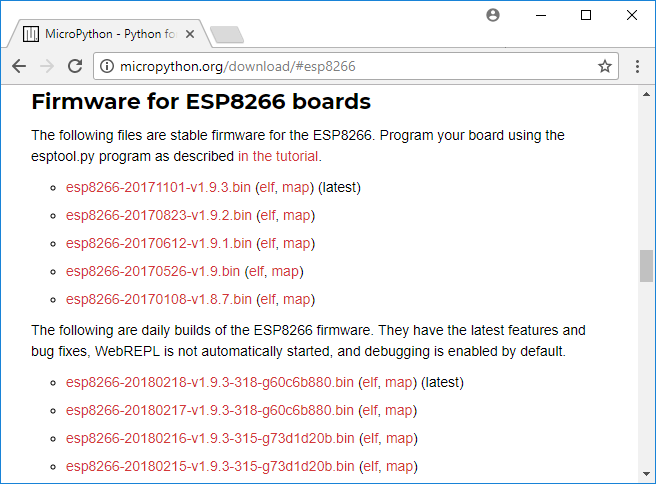 MicroPython - Python fo
micropython.org/download/#esp8266
Firmware for ESP8266 boards
The following files are stable firmware for the ESP8266. Program your board using the
esptool.py program as described in the tutorial.
esp8266-20171101-v1.9.3.bin (elf, map) (latest)
esp8266-20170823-v1.9.2.bin (elf, map)
esp8266-20170612-v1.9.1.bin (elf, map)
esp8266-20170526-v1.9.bin (elf, map)
esp8266-20170108-v1.8.7.bin (elf, map)
The following are daily builds of the ESP8266 firmware. They have the latest features and
bug fixes, WebREPL is not automatically started, and debugging is enabled by default.
esp8266-20180218-v1.9.3-318-g60c6b880.bin (elf, map) (latest)
esp8266-20180217-v1.9.3-318-g60c6b880.bin (elf, map)
esp8266-20180216-v1.9.3-315-g73d1d20b.bin (elf, map)
esp8266-20180215-v1.9.3-315-g73d1d20b.bin (elf, map)